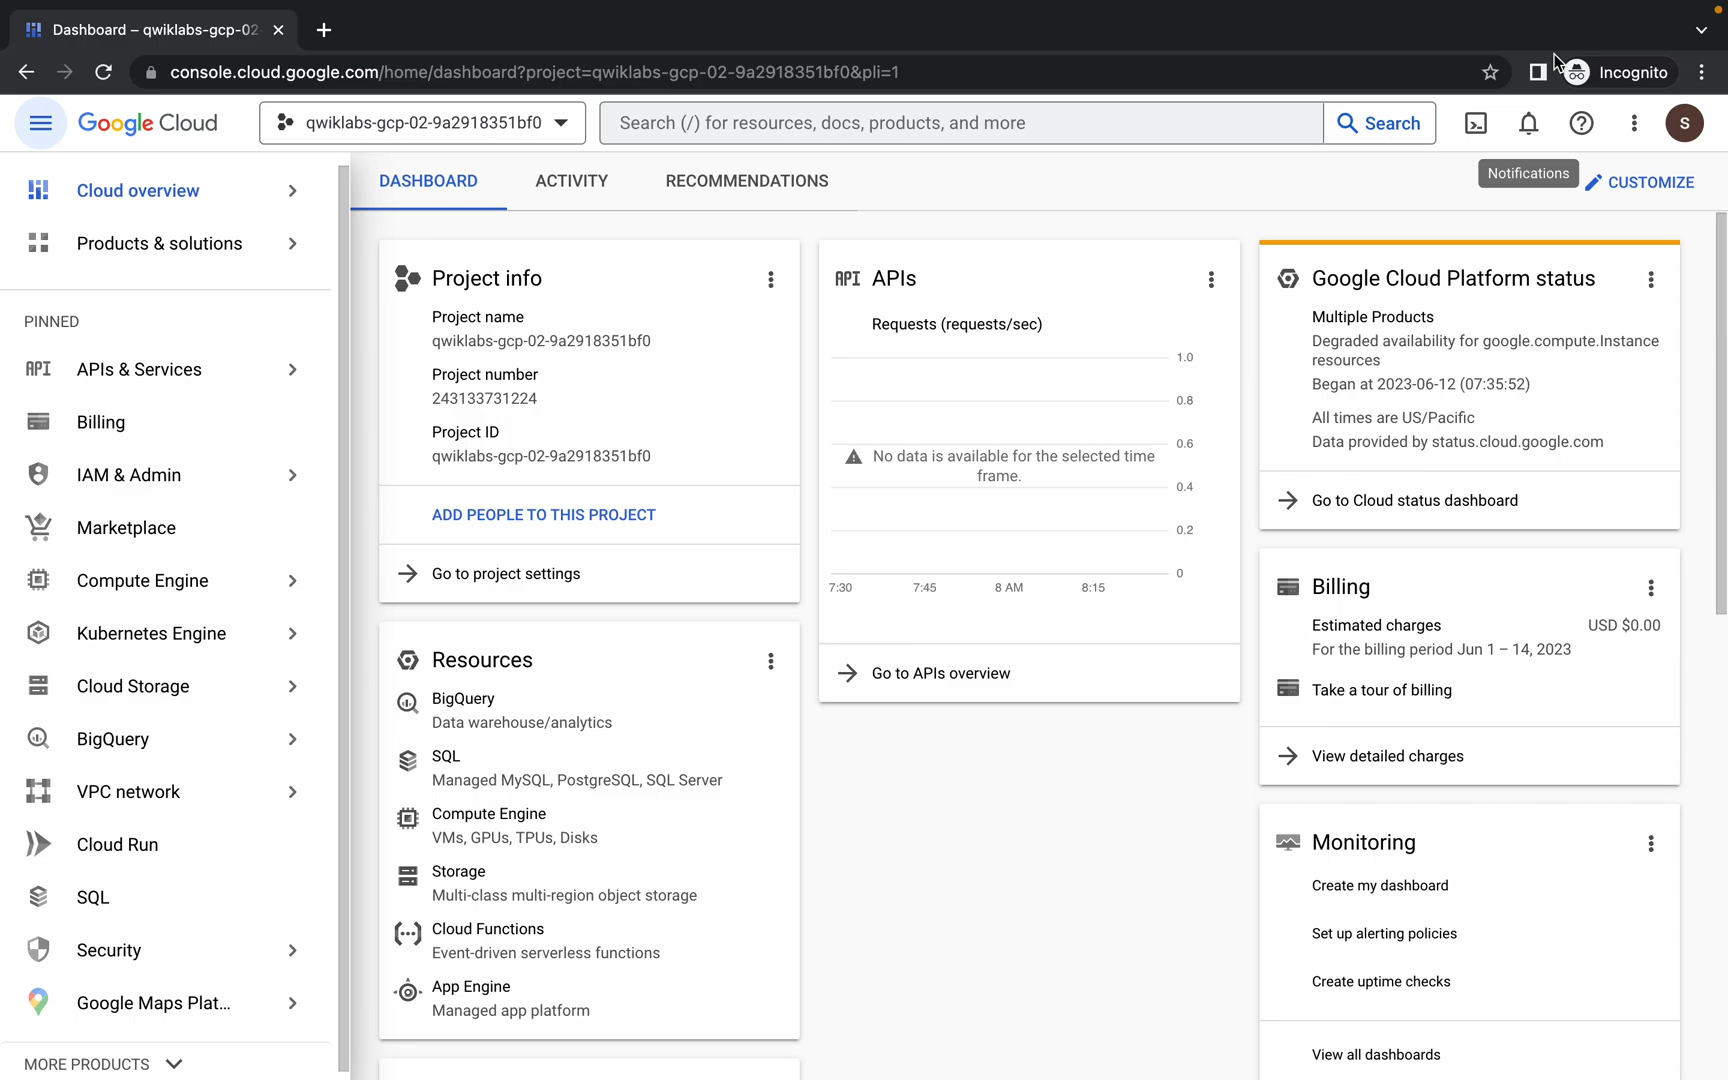 Dashboard – qwiklabs-gcp-02-
console.cloud.google.com/home/dashboard?project=qwiklabs-gcp-02-9a2918351bf0&pli=1
Incognito
Google Cloud
qwiklabs-gcp-02-9a2918351bf0
Search (/) for resources, docs, products, and more
Search
S
Cloud overview
Products & solutions
PINNED
API APIs & Services
Billing
IAM & Admin
Marketplace
Compute Engine
Kubernetes Engine
Cloud Storage
BigQuery
VPC network
Cloud Run
SQL
Security
Google Maps Plat...
MORE PRODUCTS
DASHBOARD
ACTIVITY
RECOMMENDATIONS
Notifications
CUSTOMIZE
Project info
Project name
qwiklabs-gcp-02-9a2918351bf0
Project number
243133731224
Project ID
qwiklabs-gcp-02-9a2918351bf0
ADD PEOPLE TO THIS PROJECT
Go to project settings
Resources
BigQuery
Data warehouse/analytics
SQL
Managed MySQL, PostgreSQL, SQL Server
Compute Engine
VMs, GPUs, TPUs, Disks
Storage
Multi-class multi-region object storage
Cloud Functions
Event-driven serverless functions
App Engine
Managed app platform
API APIs
Requests (requests/sec)
1.0
0.8
0.6
No data is available for the selected time
frame.
0.4
0.2
0
7:30 7:45 8 AM 8:15
Go to APIs overview
Google Cloud Platform status
Multiple Products
Degraded availability for google.compute.Instance
resources
Began at 2023-06-12 (07:35:52)
All times are US/Pacific
Data provided by status.cloud.google.com
Go to Cloud status dashboard
Billing
Estimated charges USD $0.00
For the billing period Jun 1 – 14, 2023
Take a tour of billing
View detailed charges
Monitoring
Create my dashboard
Set up alerting policies
Create uptime checks
View all dashboards